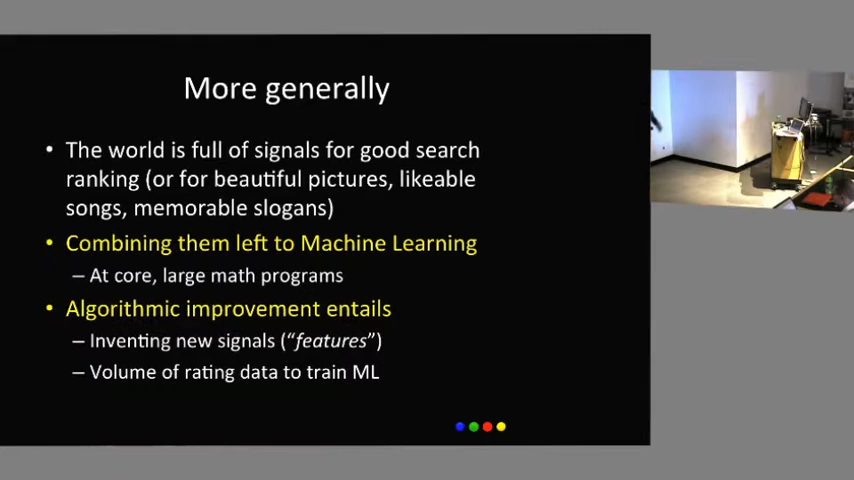 More generally
• The world is full of signals for good search
ranking (or for beautiful pictures, likeable
songs, memorable slogans)
• Combining them left to Machine Learning
– At core, large math programs
• Algorithmic improvement entails
– Inventing new signals (“features”)
– Volume of rating data to train ML